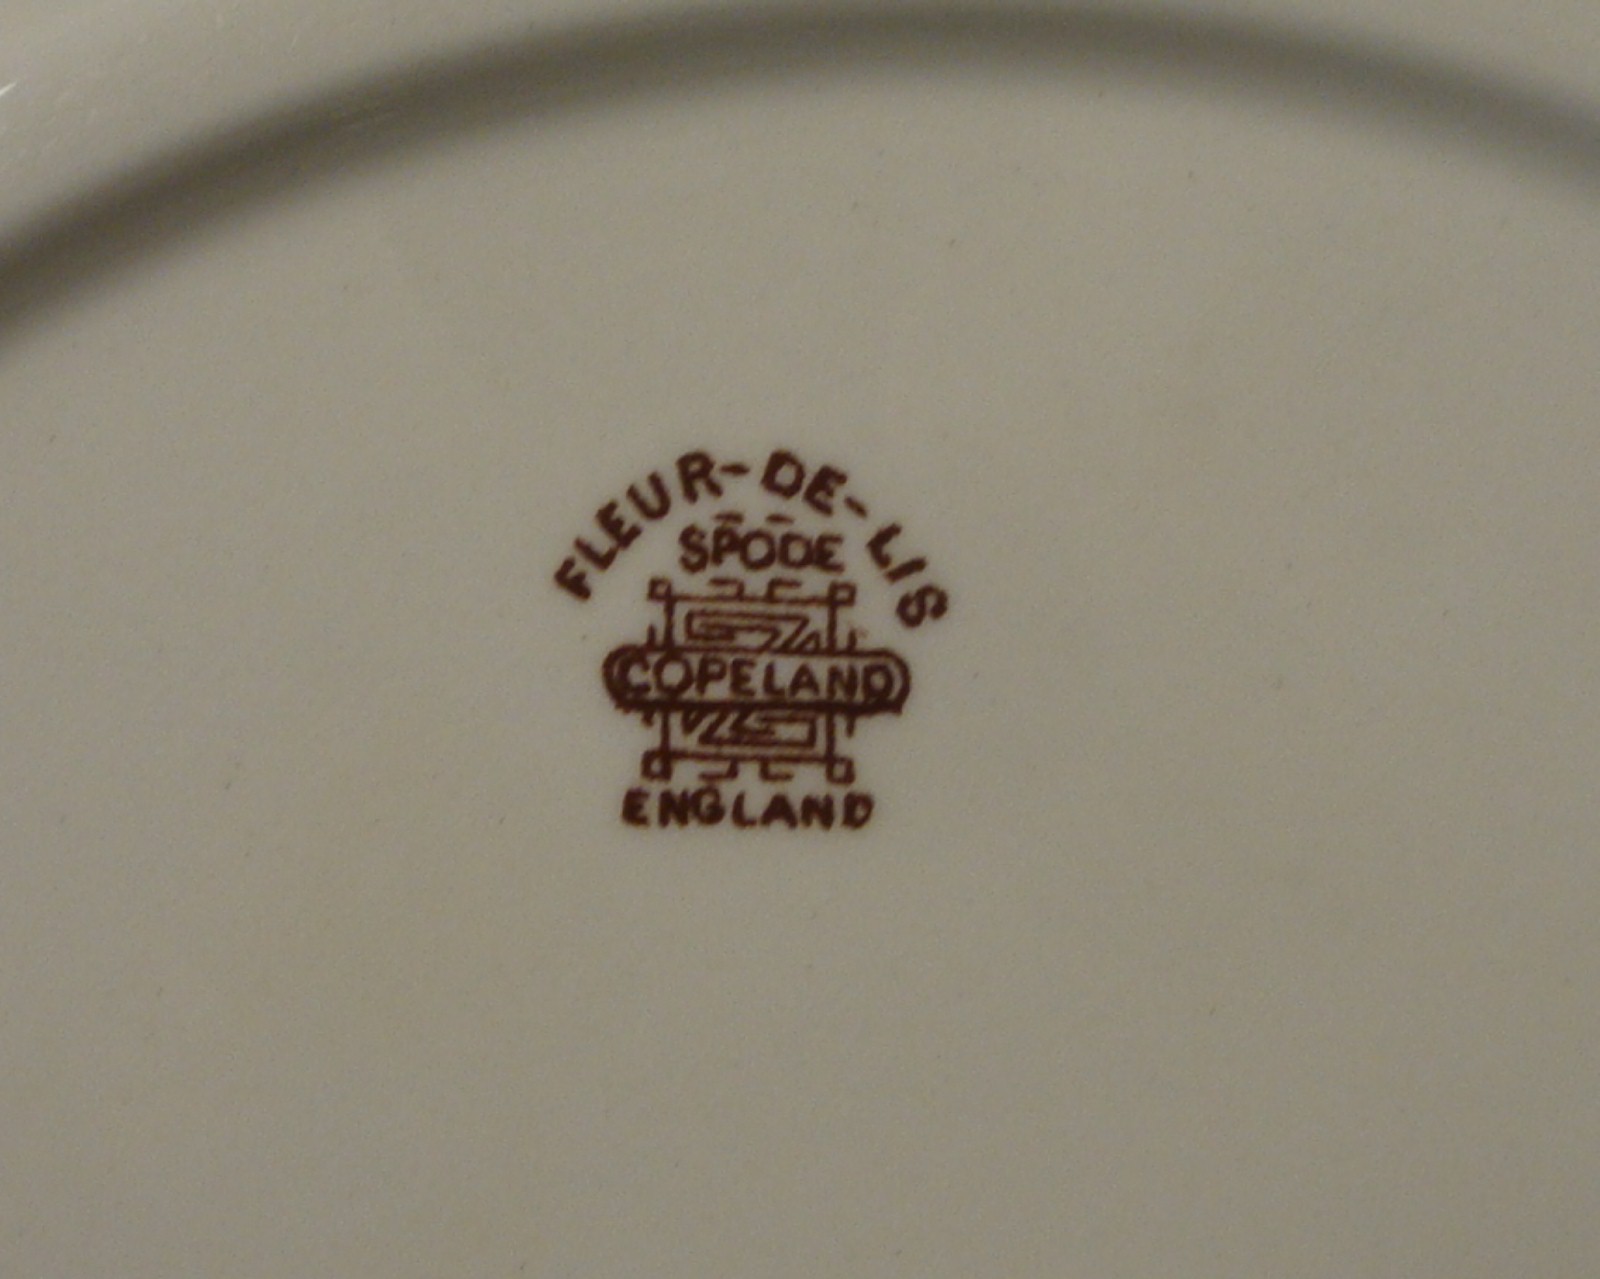 FLEUR-DE-LIS
SPODE
COPELAND
ENGLAND